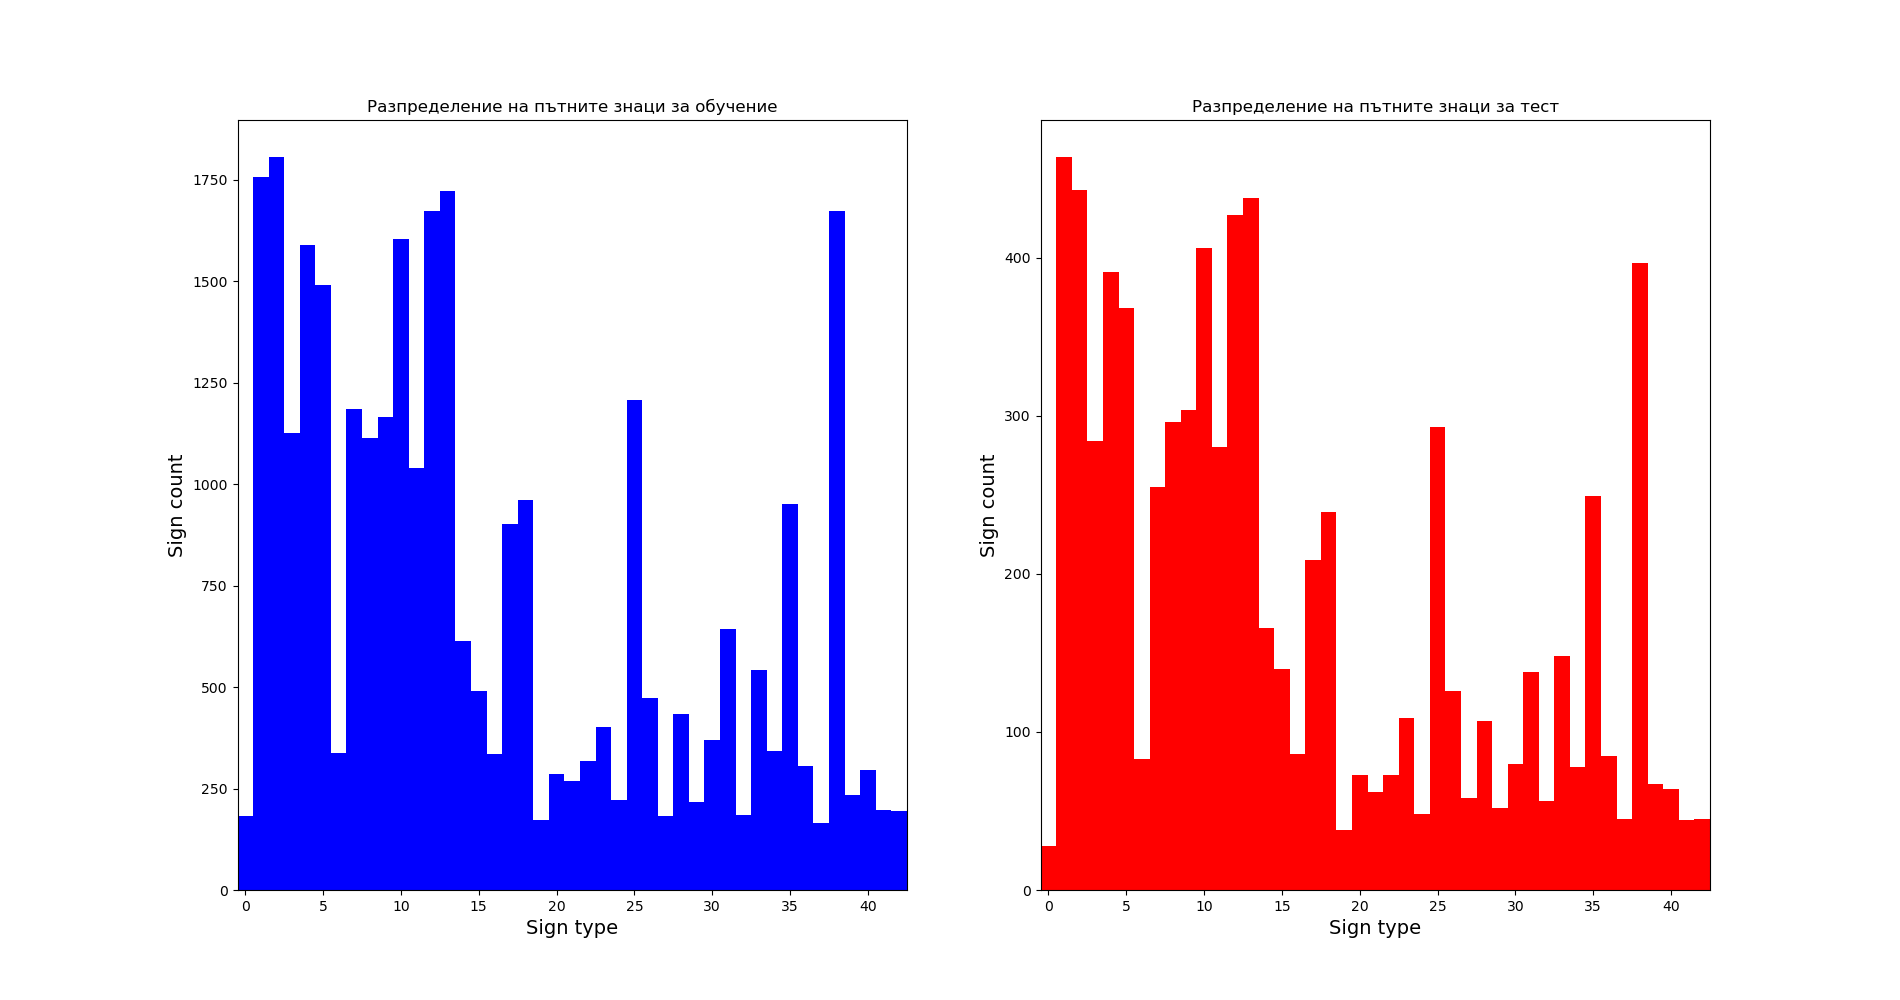 Разпределение на пътните знаци за обучение
1750
1500
1250
1000
750
500
250
0
Sign count
0 5 10 15 20 25 30 35 40
Sign type
Разпределение на пътните знаци за тест
400
300
200
100
0
Sign count
0 5 10 15 20 25 30 35 40
Sign type